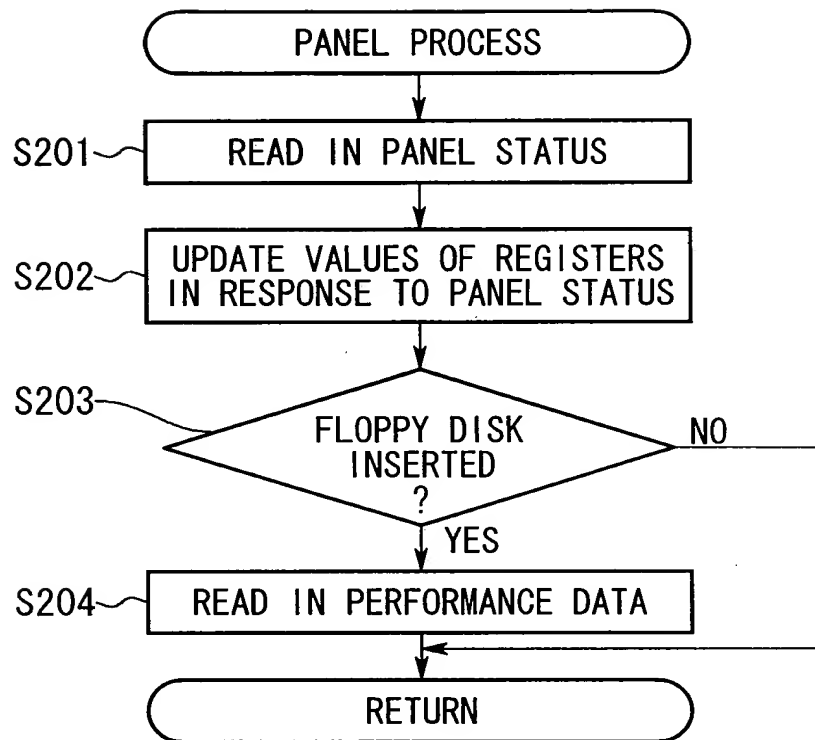 PANEL PROCESS
S201
READ IN PANEL STATUS
S202
UPDATE VALUES OF REGISTERS
IN RESPONSE TO PANEL STATUS
S203
FLOPPY DISK
INSERTED
?
NO
YES
S204
READ IN PERFORMANCE DATA
RETURN